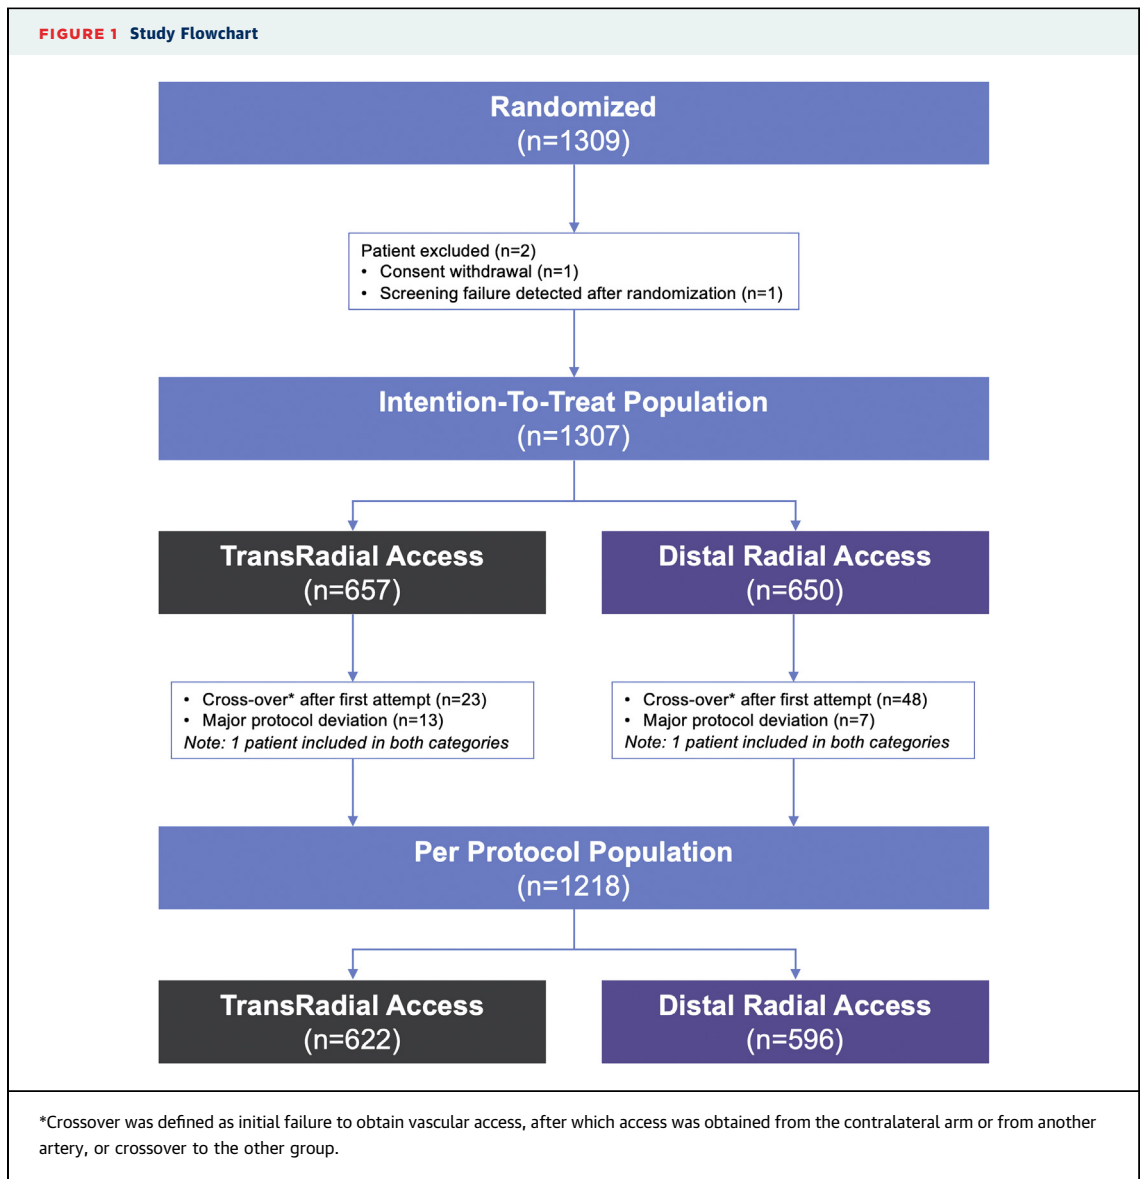 FIGURE 1 Study Flowchart
Randomized
(n=1309)
Patient excluded (n=2)
• Consent withdrawal (n=1)
• Screening failure detected after randomization (n=1)
Intention-To-Treat Population
(n=1307)
TransRadial Access
(n=657)
Distal Radial Access
(n=650)
• Cross-over* after first attempt (n=23)
• Major protocol deviation (n=13)
Note: 1 patient included in both categories
• Cross-over* after first attempt (n=48)
• Major protocol deviation (n=7)
Note: 1 patient included in both categories
Per Protocol Population
(n=1218)
TransRadial Access
(n=622)
Distal Radial Access
(n=596)
*Crossover was defined as initial failure to obtain vascular access, after which access was obtained from the contralateral arm or from another
artery, or crossover to the other group.